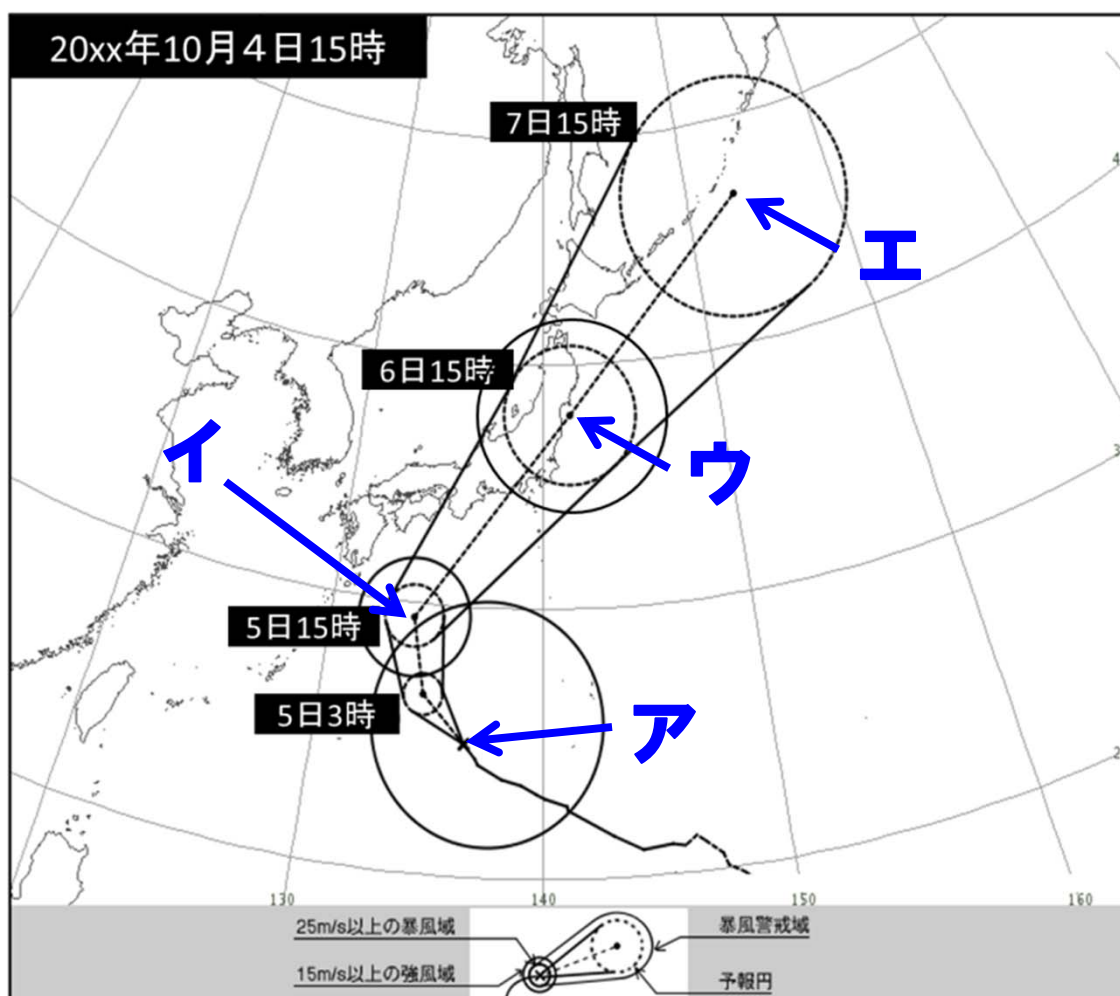 20xx年10月4日15時
7日15時
4
エ
6日15時
イ
ウ
3
5日15時
5日3時
ア
2
130
140
150
160
25m/s以上の暴風域
暴風警戒域
15m/s以上の強風域
予報円